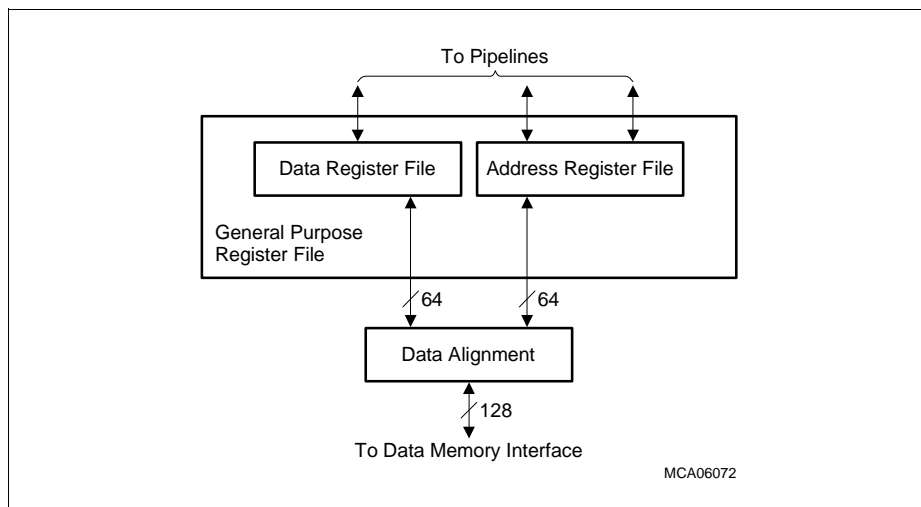 To Pipelines
Data Register File
Address Register File
General Purpose
Register File
64
64
Data Alignment
128
To Data Memory Interface
MCA06072